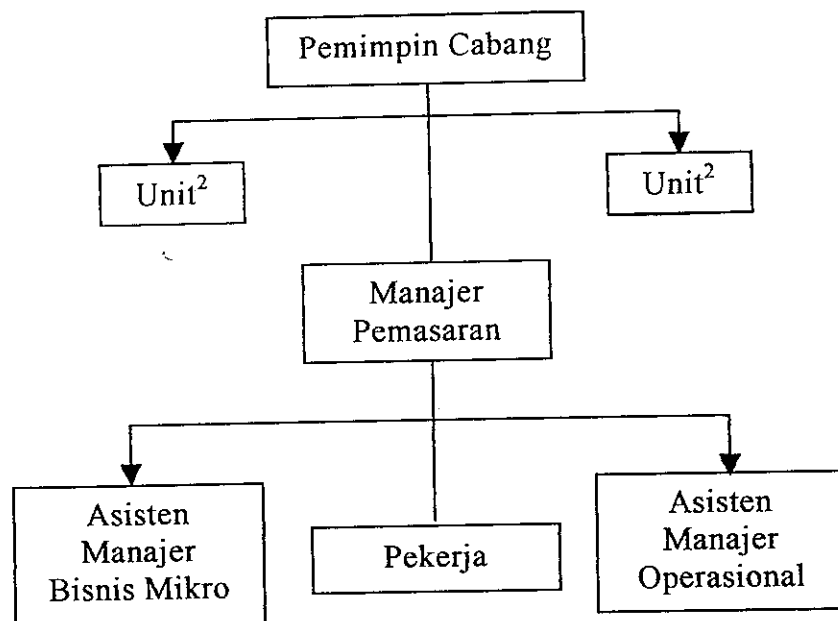 Pemimpin Cabang
Unit²
Unit²
Manajer
Pemasaran
Asisten
Manajer
Bisnis Mikro
Pekerja
Asisten
Manajer
Operasional